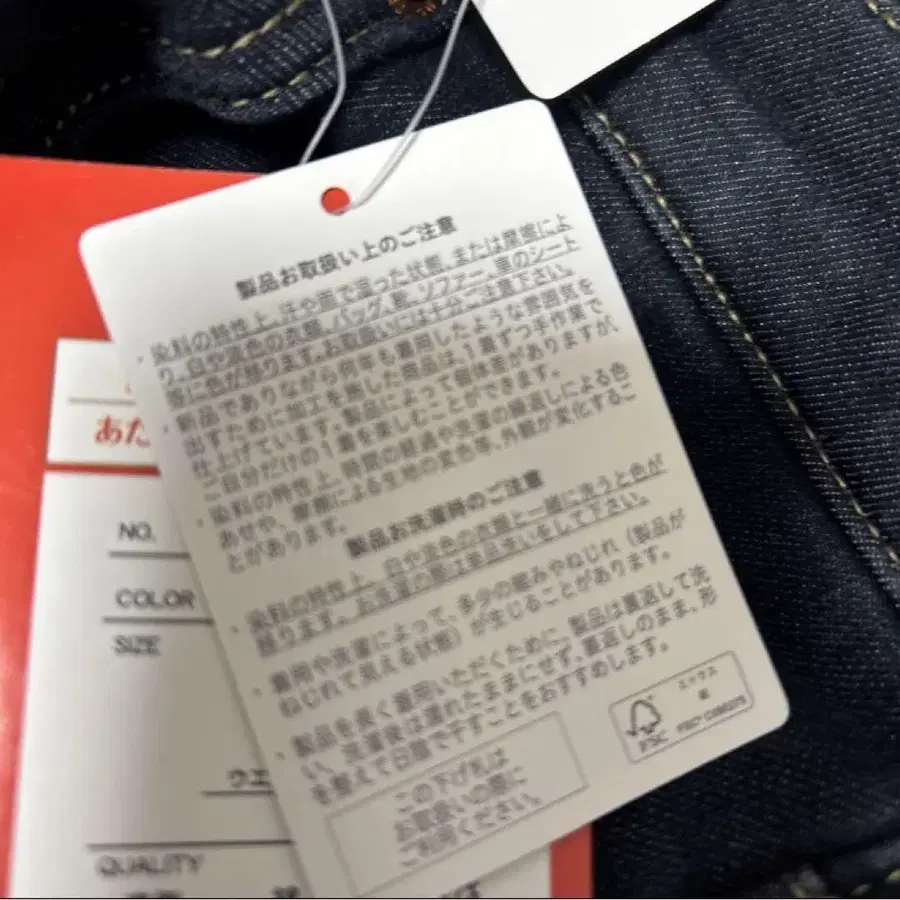 製品お取扱い上のご注意
・染料の特性上、汗や雨で湿った状態、または摩擦によ
り、白や淡色の衣類、バッグ、靴、ソファー、車のシート
等に色が移ります。お取扱いには十分ご注意下さい。
・新品でありながら何年も着用したような雰囲気を
出すために加工を施した商品は、1着ずつ手作業で
仕上げています。製品によって個体差がありますが、
ご自分だけの1着を楽しむことができます。
・染料の特性上、時間の経過や洗濯の繰返しによる色
あせや、摩擦による生地の変色等、外観が変化するこ
とがあります。
製品お洗濯時のご注意
・染料の特性上、白や淡色の衣類と一緒に洗うと色が
移ります。お洗濯の際は単品洗いをして下さい。
・着用や洗濯によって、多少の縮みやねじれ（製品が
ねじれて見える状態）が生じることがあります。
・製品を長く着用いただくために、製品は裏返して洗
い、洗濯後は濡れたままにせず、裏返しのまま、形
を整えて日陰で干すことをおすすめします。
この下げ札は
お取扱いの際に
ご利用ください。
ミックス
紙
FSC
あた
NO.
COLOR
SIZE
ウエ
QUALITY